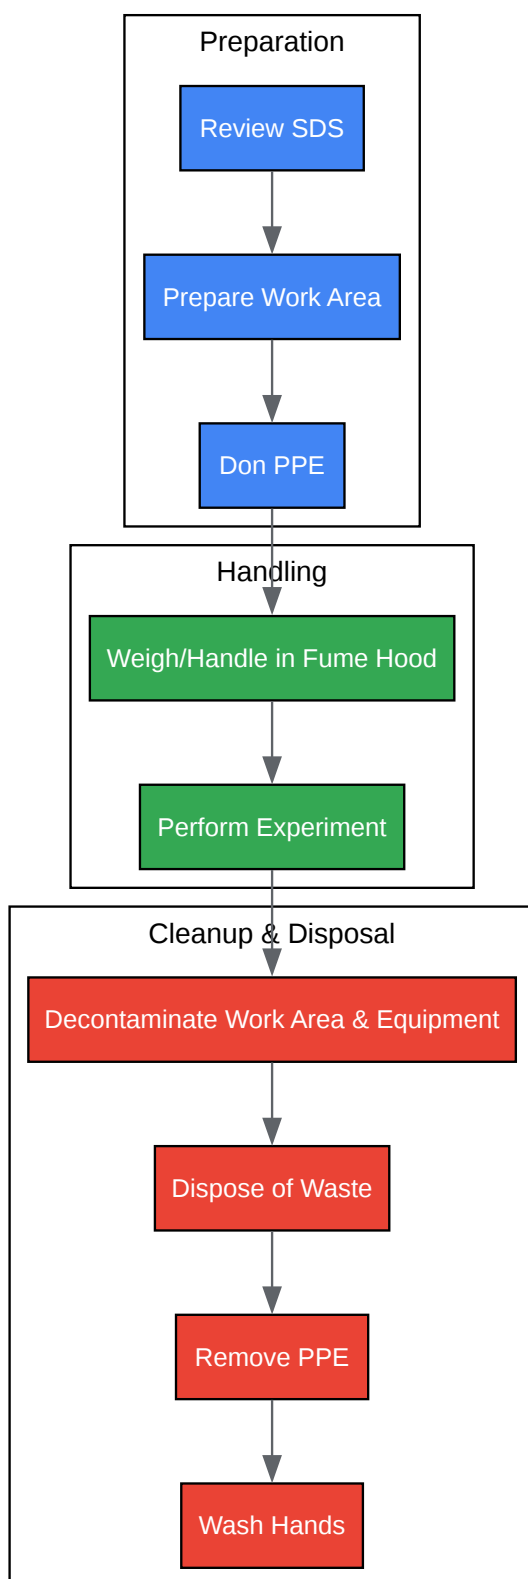 Preparation
Review SDS
Prepare Work Area
Don PPE
Handling
Weigh/Handle in Fume Hood
Perform Experiment
Cleanup & Disposal
Decontaminate Work Area & Equipment
Dispose of Waste
Remove PPE
Wash Hands